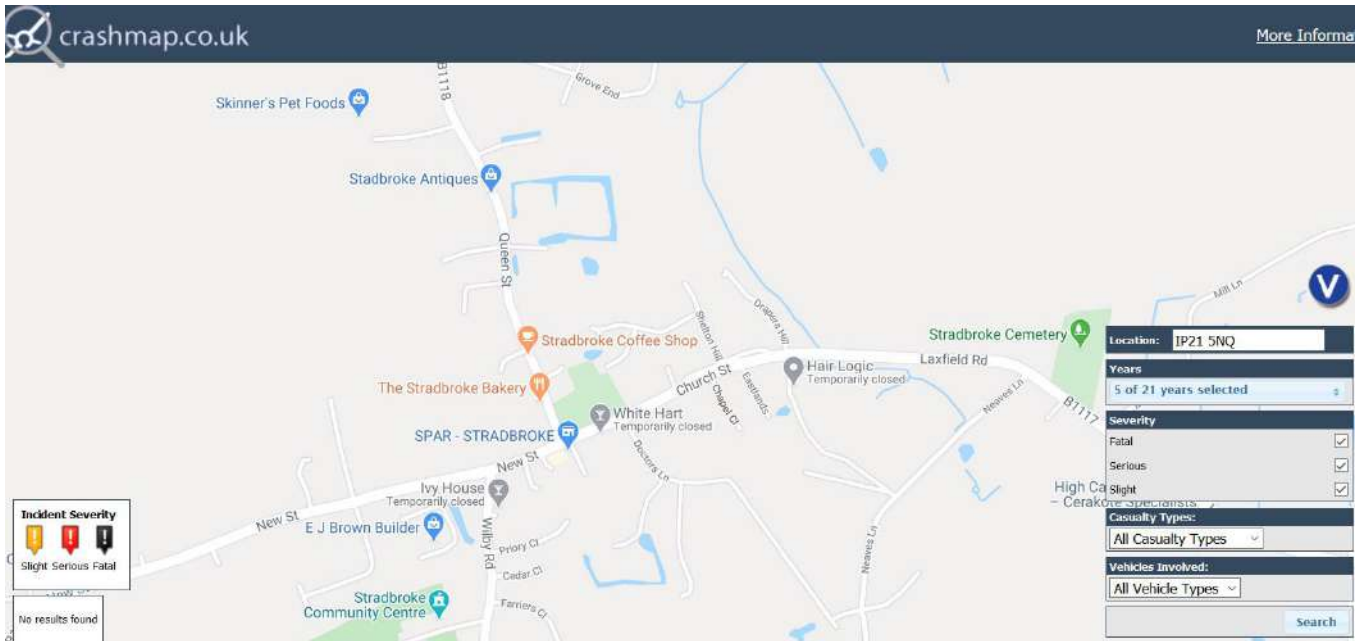 crashmap.co.uk
More Informa
B1118
Grove End
Skinner's Pet Foods
Stadbroke Antiques
Queen St
Mill Ln
V
Stradbroke Coffee Shop
Shelton Hill
Drapers Hill
Stradbroke Cemetery
Laxfield Rd
Hair Logic
Temporarily closed
The Stradbroke Bakery
Church St
Chapel Ct
Eastlands
Neaves Ln
B1117
White Hart
Temporarily closed
SPAR - STRADBROKE
New St
Doctors Ln
Ivy House
Temporarily closed
New St
E J Brown Builder
Wilby Rd
Priory Ct
Cedar Cl
Neaves Ln
High Ca
– Cerakote Specialists
Stradbroke
Community Centre
Farriers Cl
Location: IP21 5NQ
Years
5 of 21 years selected
Severity
Fatal
Serious
Slight
Casualty Types:
All Casualty Types
Vehicles Involved:
All Vehicle Types
Search
Incident Severity
Slight Serious Fatal
New St
No results found